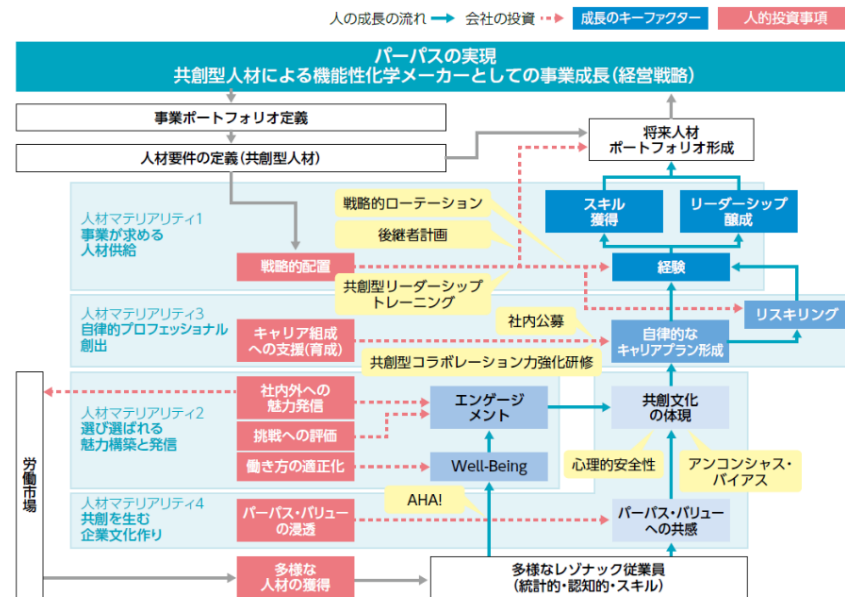 人の成長の流れ
会社の投資
成長のキーファクター
人的投資事項
パーパスの実現
共創型人材による機能性化学メーカーとしての事業成長(経営戦略)
事業ポートフォリオ定義
人材要件の定義(共創型人材)
将来人材
ポートフォリオ形成
人材マテリアリティ1
事業が求める
人材供給
戦略的ローテーション
後継者計画
スキル
獲得
リーダーシップ
醸成
戦略的配置
経験
共創型リーダーシップ
トレーニング
人材マテリアリティ3
自律的プロフェッショナル
創出
キャリア組成
への支援(育成)
社内公募
自律的な
キャリアプラン形成
リスキリング
共創型コラボレーション力強化研修
労働市場
人材マテリアリティ2
選び選ばれる
魅力構築と発信
社内外への
魅力発信
挑戦への評価
働き方の適正化
エンゲージ
メント
Well-Being
共創文化
の体現
心理的安全性
アンコンシャス・
バイアス
AHA!
人材マテリアリティ4
共創を生む
企業文化作り
パーパス・バリュー
の浸透
パーパス・バリュー
への共感
多様な
人材の獲得
多様なレゾナック従業員
(統計的・認知的・スキル)